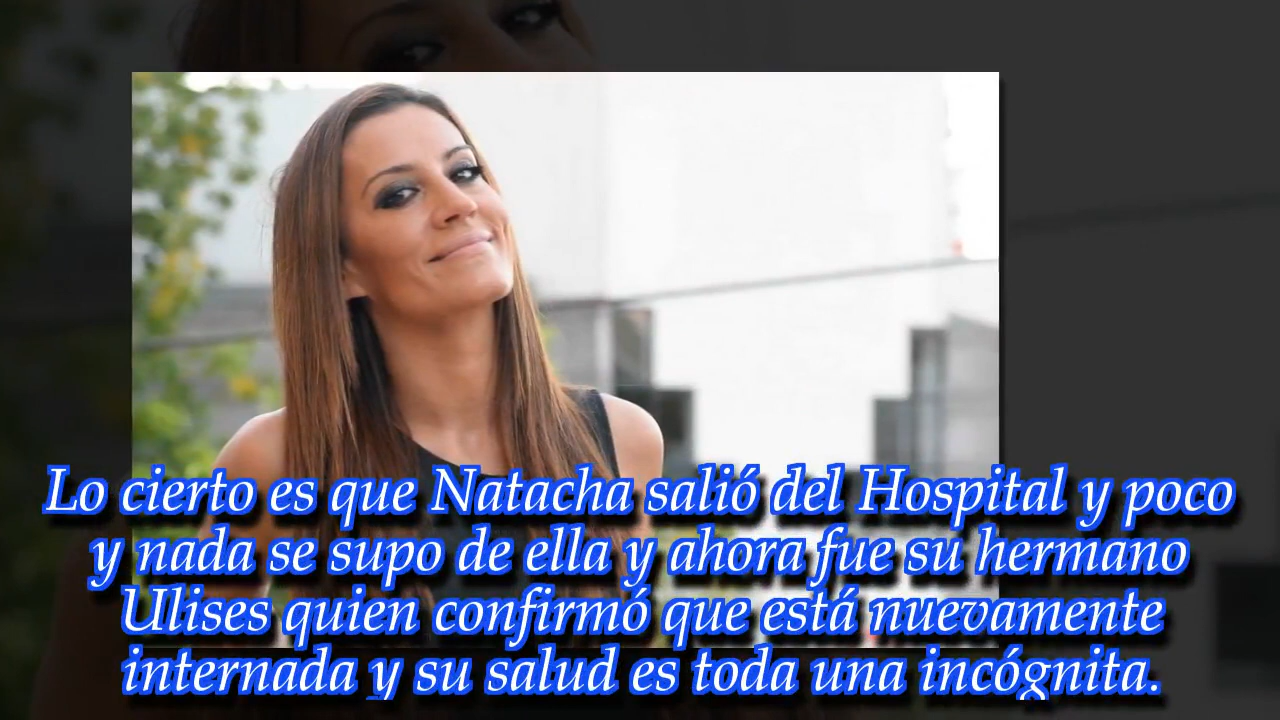 Lo cierto es que Natacha salió del Hospital y poco
y nada se supo de ella y ahora fue su hermano
Ulises quien confirmó que está nuevamente
internada y su salud es toda una incógnita.